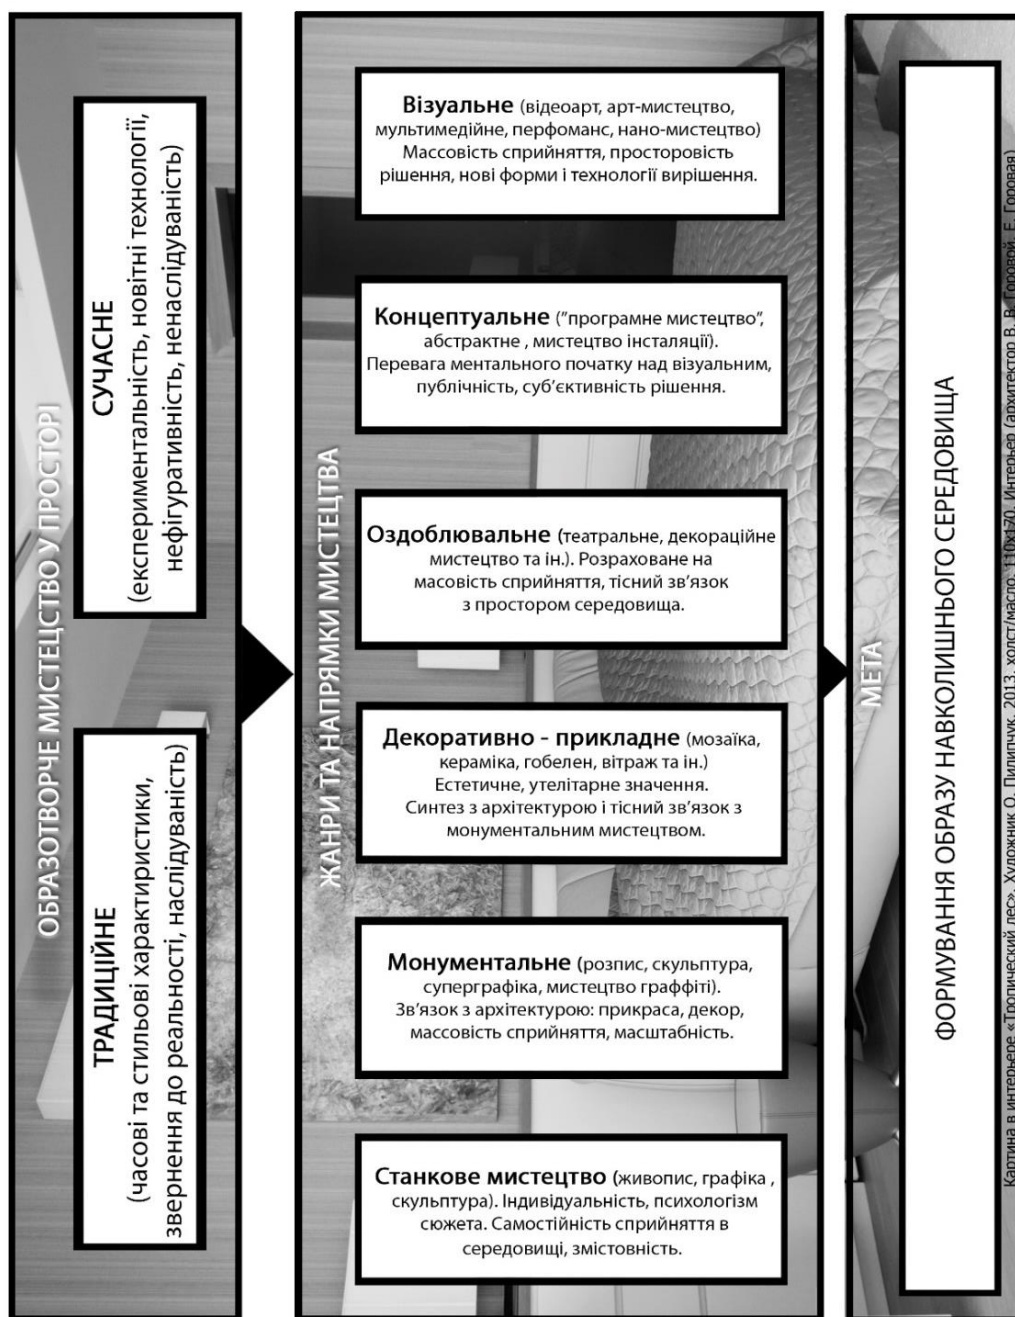 ОБРАЗОТВОРЧЕ МИСТЕЦСТВО У ПРОСТОРІ
СУЧАСНЕ
(експериментальність, новітні технології,
нефігуративність, ненаслідуваність)
ТРАДИЦІЙНЕ
(часові та стильові характиристики,
звернення до реальності, наслідуваність)
ЖАНРИ ТА НАПРЯМКИ МИСТЕЦТВА
Візуальне (відеоарт, арт-мистецтво,
мультимедійне, перфоманс, нано-мистецтво)
Массовість сприйняття, просторовість
рішення, нові форми і технології вирішення.
Концептуальне ("програмне мистецтво",
абстрактне , мистецтво інсталяції).
Перевага ментального початку над візуальним,
публічність, суб'єктивність рішення.
Оздоблювальне (театральне, декораційне
мистецтво та ін.). Розраховане на
масовість сприйняття, тісний зв'язок
з простором середовища.
Декоративно - прикладне (мозаїка,
кераміка, гобелен, вітраж та ін.)
Естетичне, утелітарне значення.
Синтез з архітектурою і тісний зв'язок з
монументальним мистецтвом.
Монументальне (розпис, скульптура,
суперграфіка, мистецтво граффіті).
Зв'язок з архітектурою: прикраса, декор,
массовість сприйняття, масштабність.
Станкове мистецтво (живопис, графіка ,
скульптура). Індивідуальність, психологізм
сюжета. Самостійність сприйняття в
середовищі, змістовність.
МЕТА
ФОРМУВАННЯ ОБРАЗУ НАВКОЛИШНЬОГО СЕРЕДОВИЩА
Картина в интерьере «Тропический лес». Художник О. Пилипчук. 2013. холст/масло. 110х170. Интерьер (архитектор В. В. Горовой, Е. Горовая)